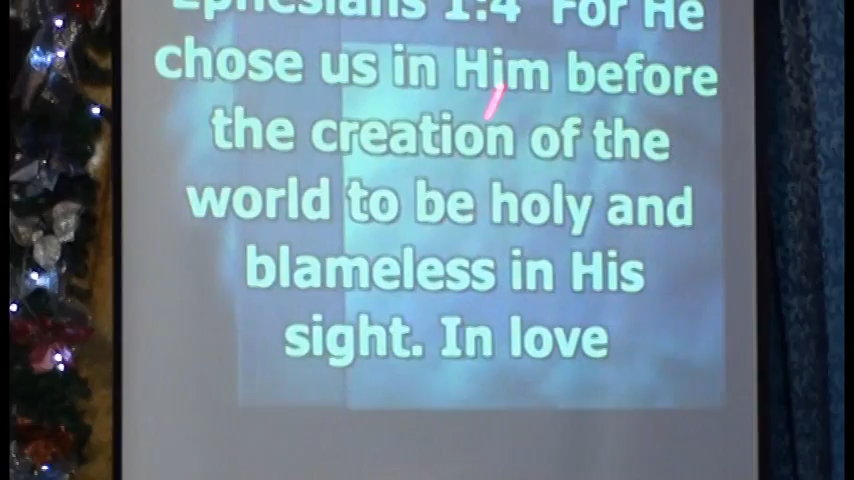 Ephesians 1:4 For He
chose us in Him before
the creation of the
world to be holy and
blameless in His
sight. In love